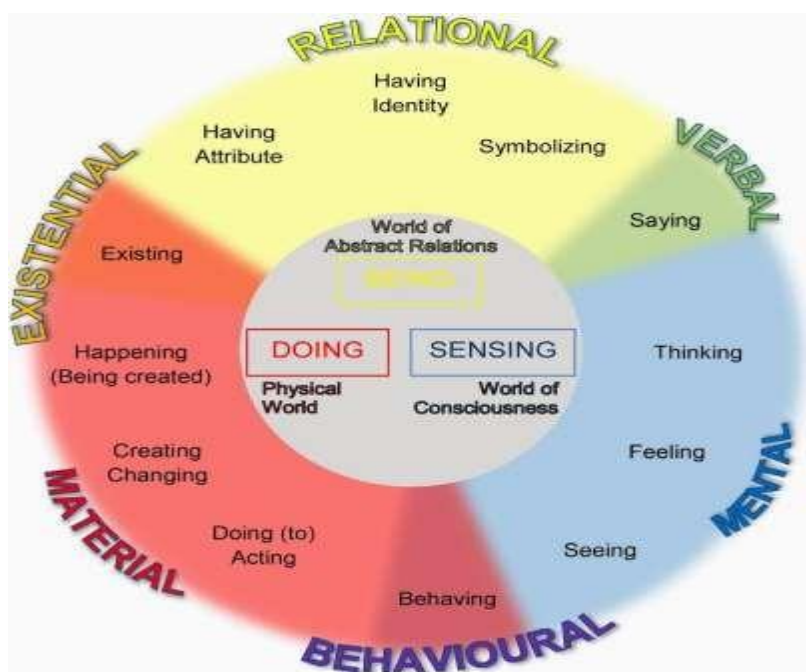 RELATIONAL
Having
Identity
Having
Attribute
Symbolizing
VERBAL
Saying
EXISTENTIAL
Existing
World of
Abstract Relations
BEING
DOING
SENSING
Physical
World
World of
Consciousness
Happening
(Being created)
Thinking
Creating
Changing
Feeling
MENTAL
MATERIAL
Doing (to)
Acting
Seeing
Behaving
BEHAVIOURAL